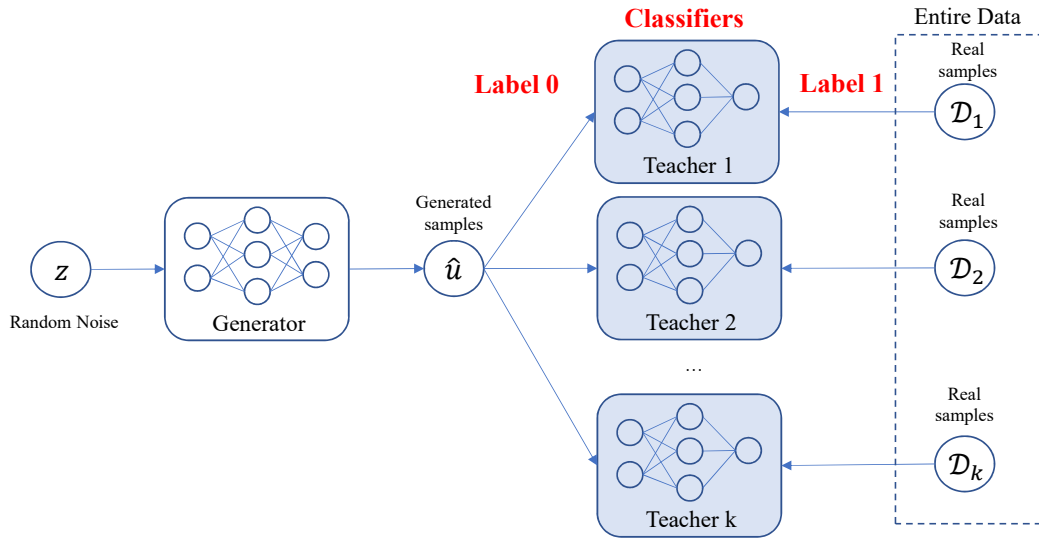 Classifiers
Entire Data
Label 0
Label 1
Real
samples
𝒟₁
Teacher 1
Generated
samples
Real
samples
z
û
𝒟₂
Random Noise
Generator
Teacher 2
...
Real
samples
𝒟ₖ
Teacher k